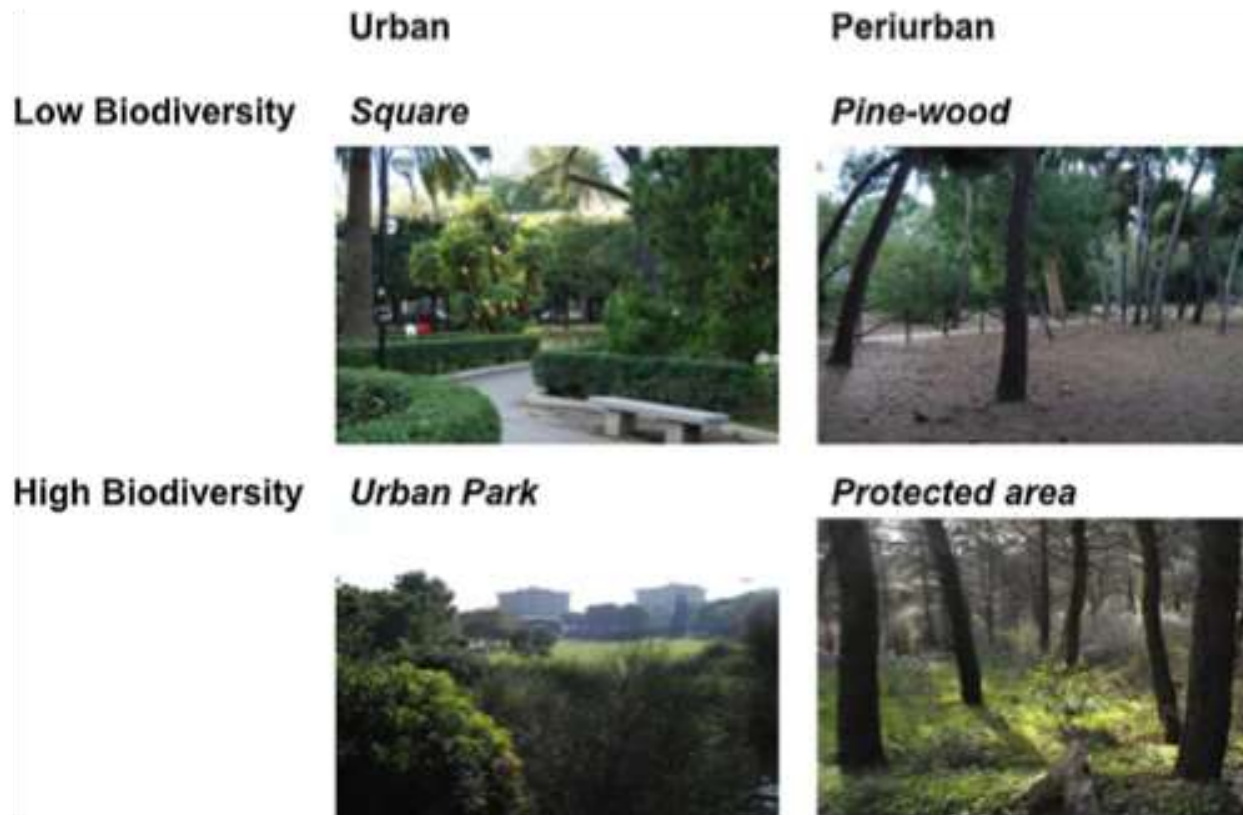 Urban Periurban
Low Biodiversity Square Pine-wood
High Biodiversity Urban Park Protected area